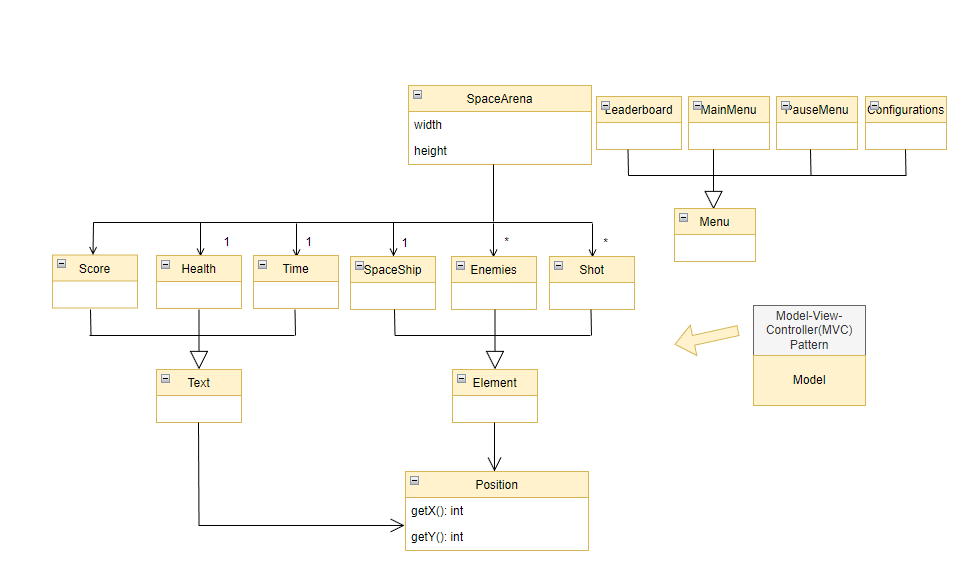 SpaceArena
width
height
Leaderboard
MainMenu
PauseMenu
Configurations
Menu
1
1
1
*
*
Score
Health
Time
SpaceShip
Enemies
Shot
Model-View-
Controller(MVC)
Pattern
Model
Text
Element
Position
getX(): int
getY(): int